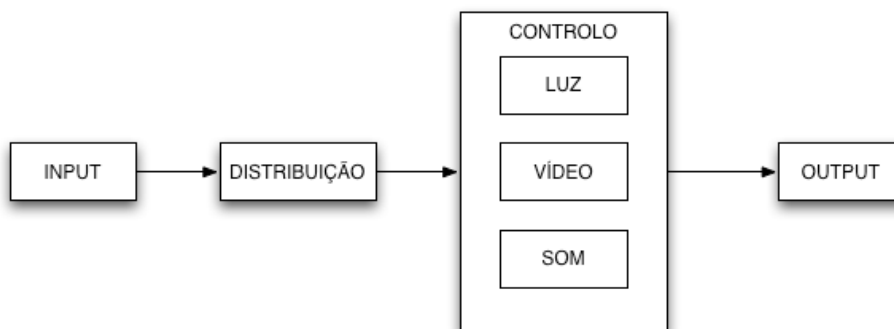 INPUT
DISTRIBUIÇÃO
CONTROLO
LUZ
VÍDEO
SOM
OUTPUT